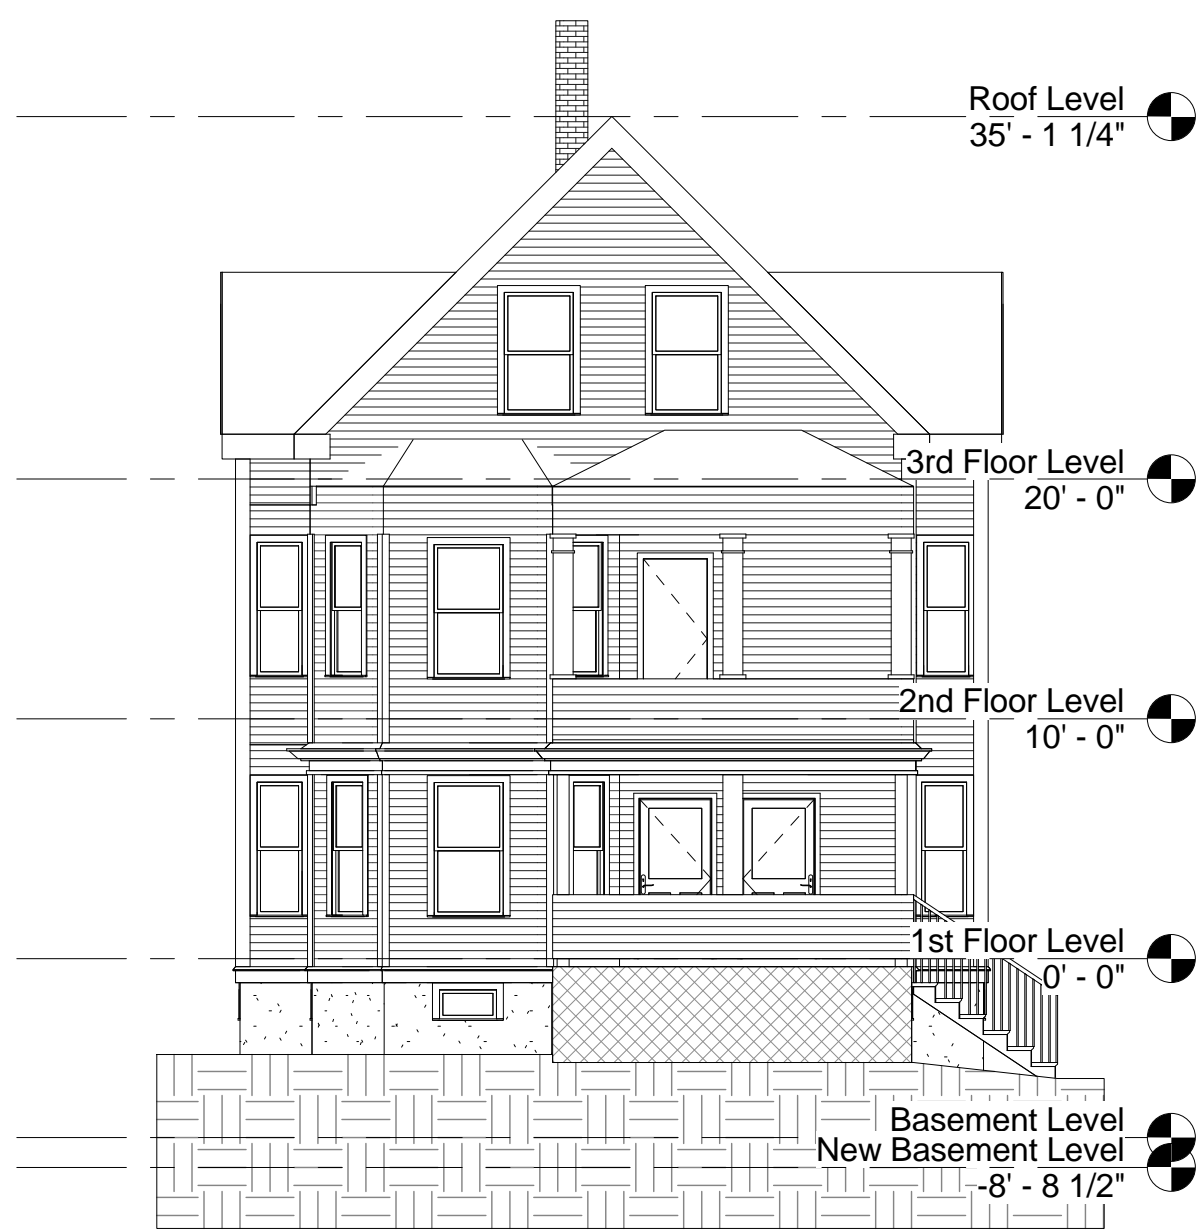 Roof Level
35' - 1 1/4"
3rd Floor Level
20' - 0"
2nd Floor Level
10' - 0"
1st Floor Level
0' - 0"
Basement Level
New Basement Level
-8' - 8 1/2"